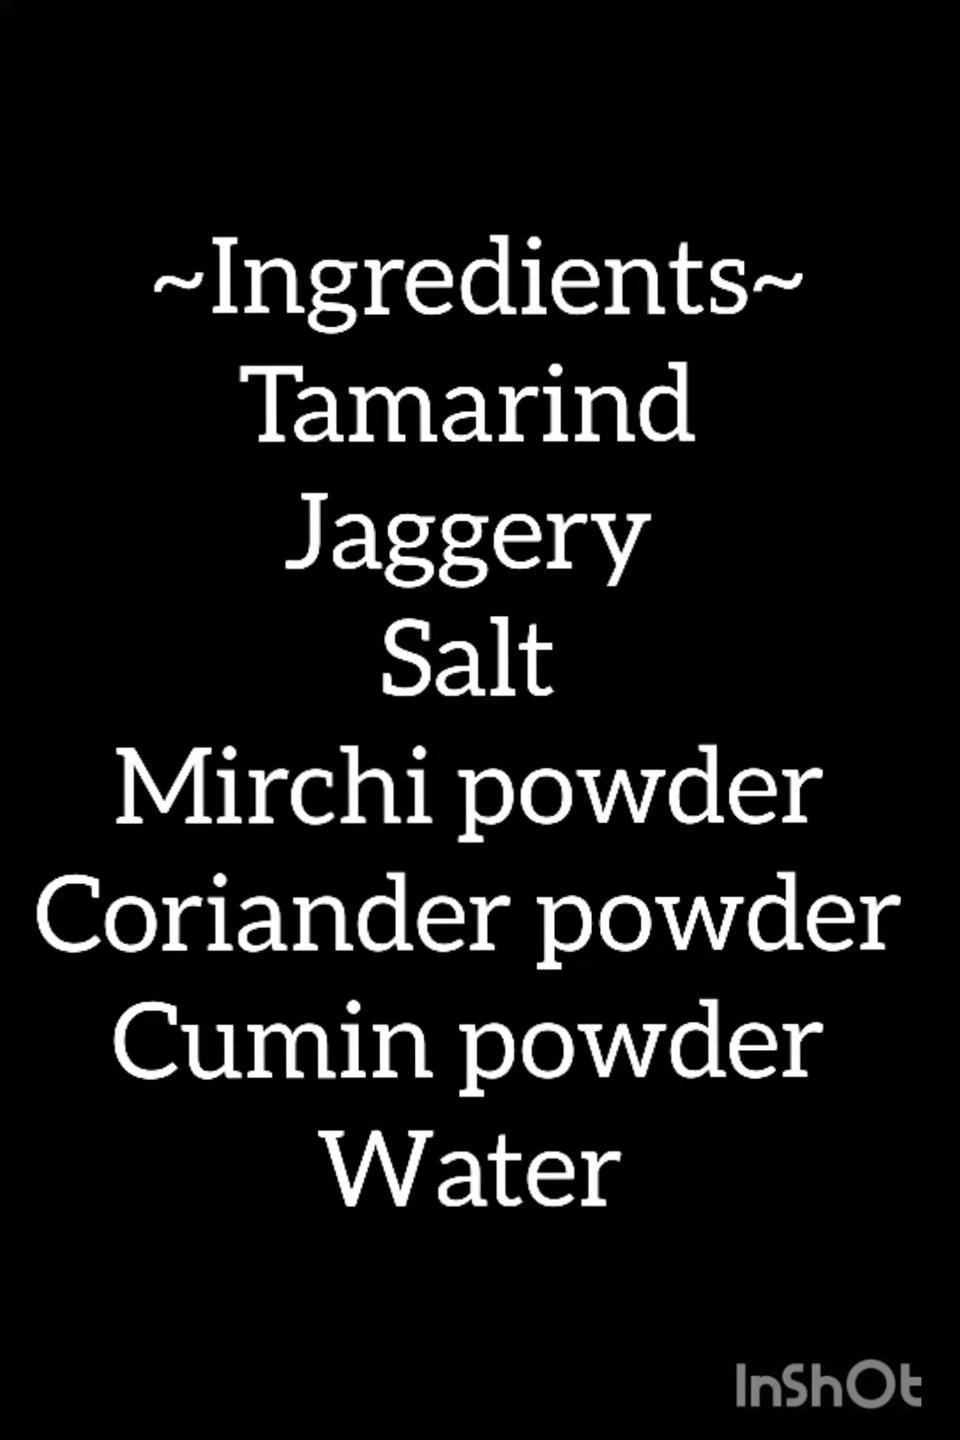 ~Ingredients~
Tamarind
Jaggery
Salt
Mirchi powder
Coriander powder
Cumin powder
Water
InShOt